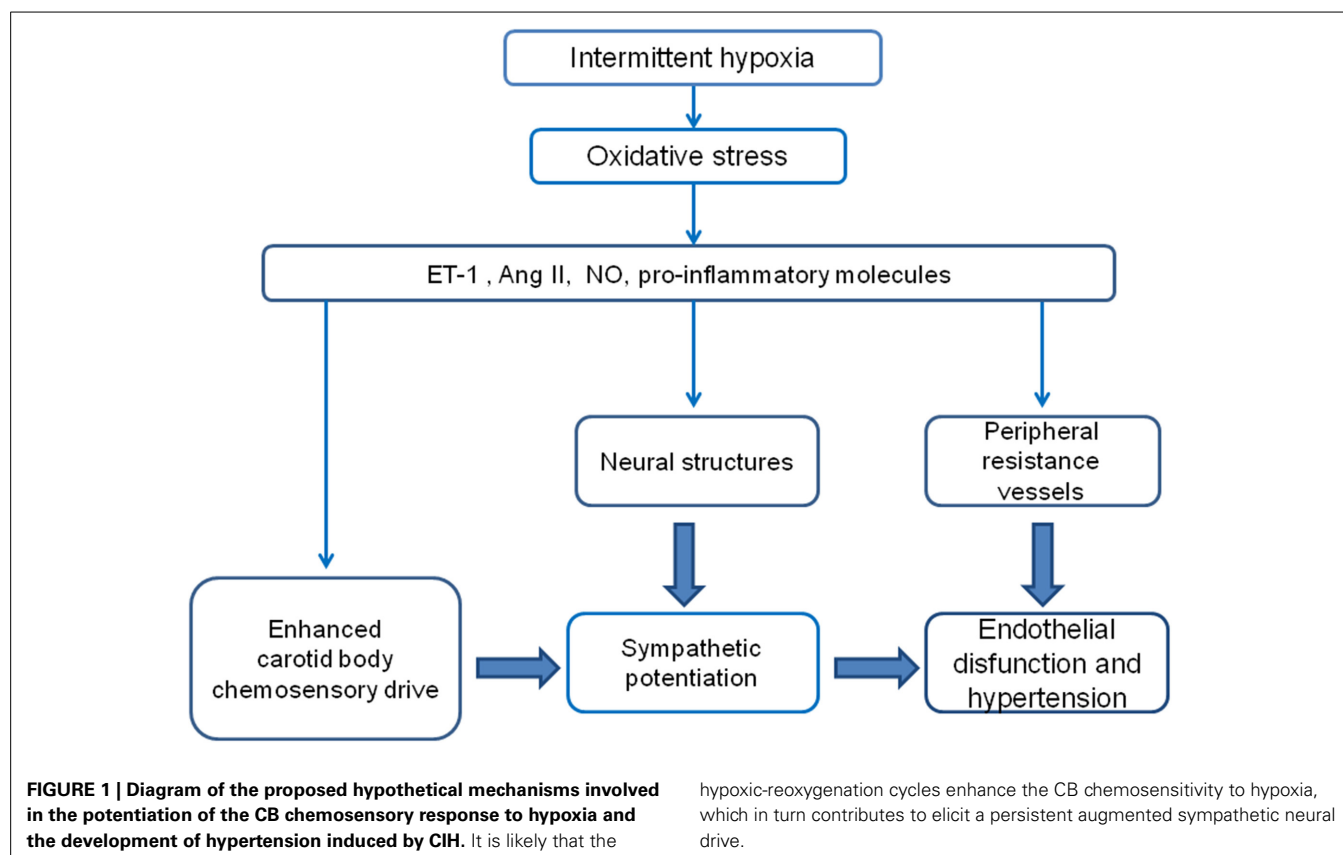 Intermittent hypoxia
Oxidative stress
ET-1 , Ang II, NO, pro-inflammatory molecules
Neural structures
Peripheral
resistance
vessels
Enhanced
carotid body
chemosensory drive
Sympathetic
potentiation
Endothelial
disfunction and
hypertension
FIGURE 1 | Diagram of the proposed hypothetical mechanisms involved
in the potentiation of the CB chemosensory response to hypoxia and
the development of hypertension induced by CIH. It is likely that the
hypoxic-reoxygenation cycles enhance the CB chemosensitivity to hypoxia,
which in turn contributes to elicit a persistent augmented sympathetic neural
drive.